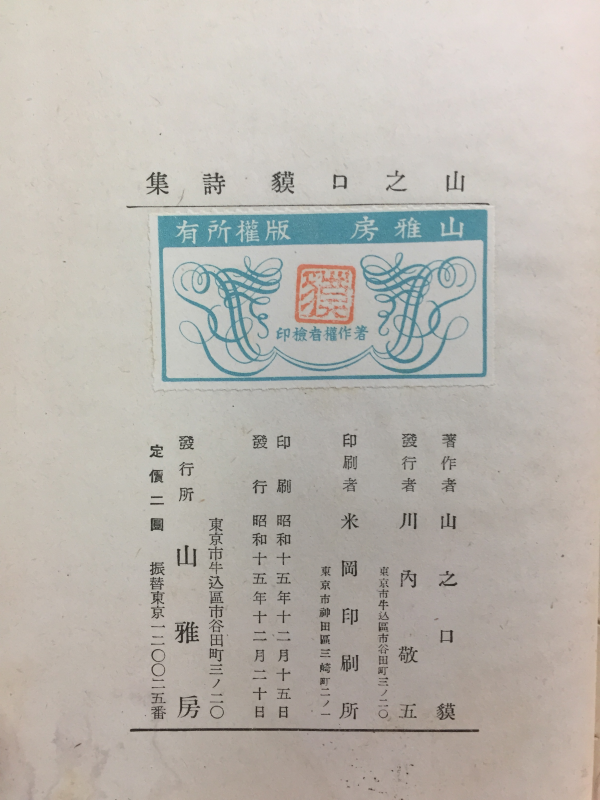 山之口貘詩集
山雅房 版權所有
貘
著作權者檢印
著作者 山之口貘
發行者 川內敬五
東京市牛込區市谷田町三ノ二〇
印刷者 米岡印刷所
東京市神田區三崎町二ノ一
印刷 昭和十五年十二月十五日
發行 昭和十五年十二月二十日
東京市牛込區市谷田町三ノ二〇
發行所 山雅房
定價二圓 振替東京一二〇〇二五番